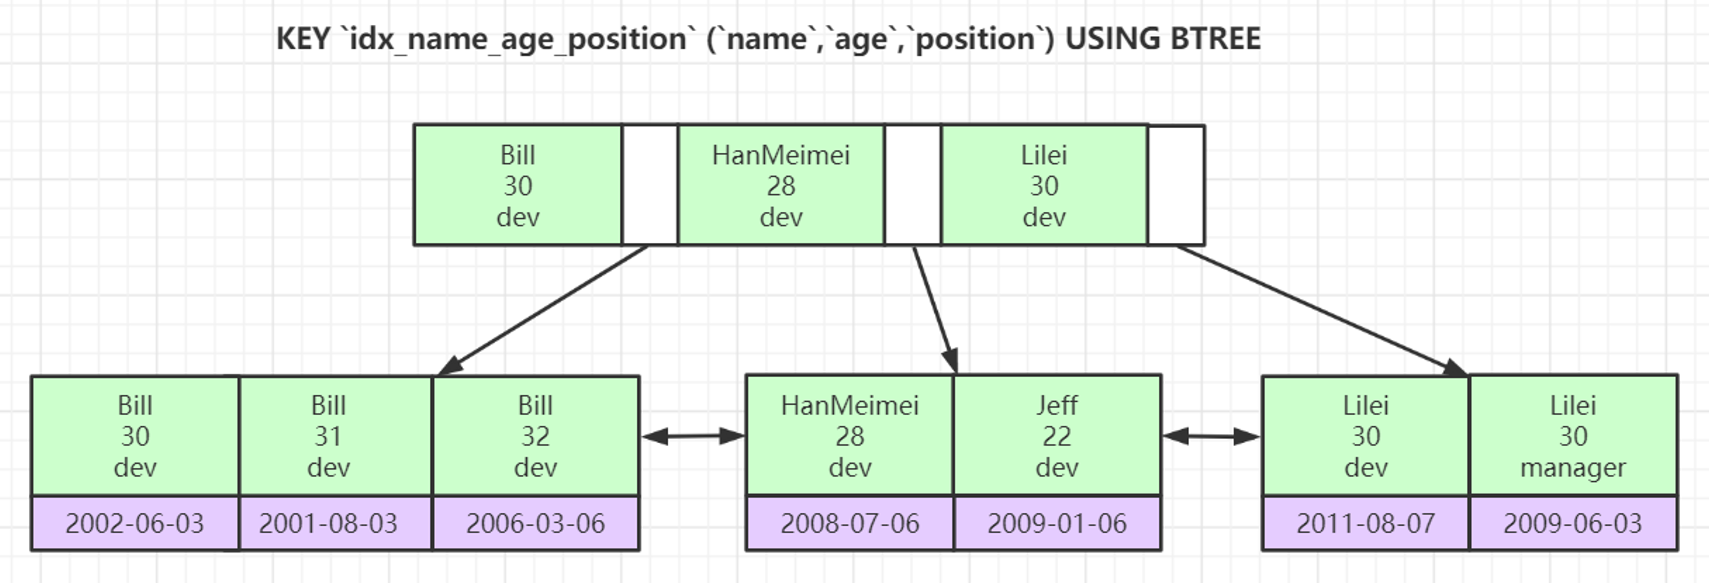 KEY `idx_name_age_position` (`name`,`age`,`position`) USING BTREE
Bill
30
dev
HanMeimei
28
dev
Lilei
30
dev
Bill
30
dev
2002-06-03
Bill
31
dev
2001-08-03
Bill
32
dev
2006-03-06
HanMeimei
28
dev
2008-07-06
Jeff
22
dev
2009-01-06
Lilei
30
dev
2011-08-07
Lilei
30
manager
2009-06-03